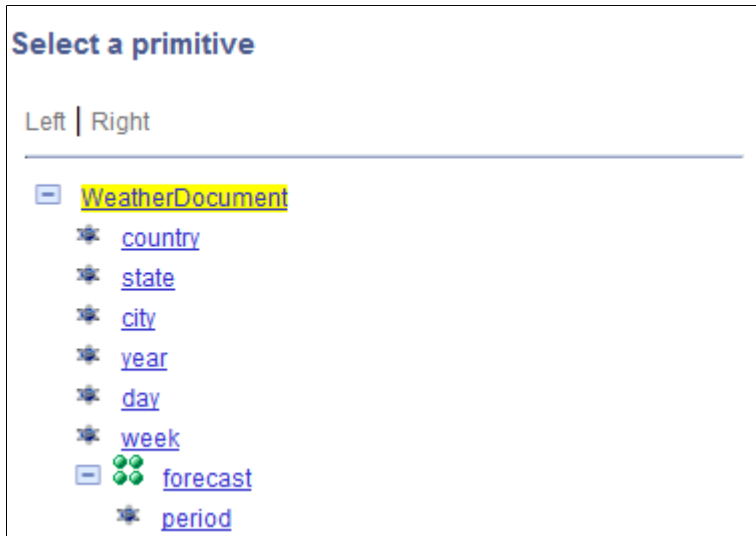 Select a primitive
Left | Right
WeatherDocument
country
state
city
year
day
week
forecast
period